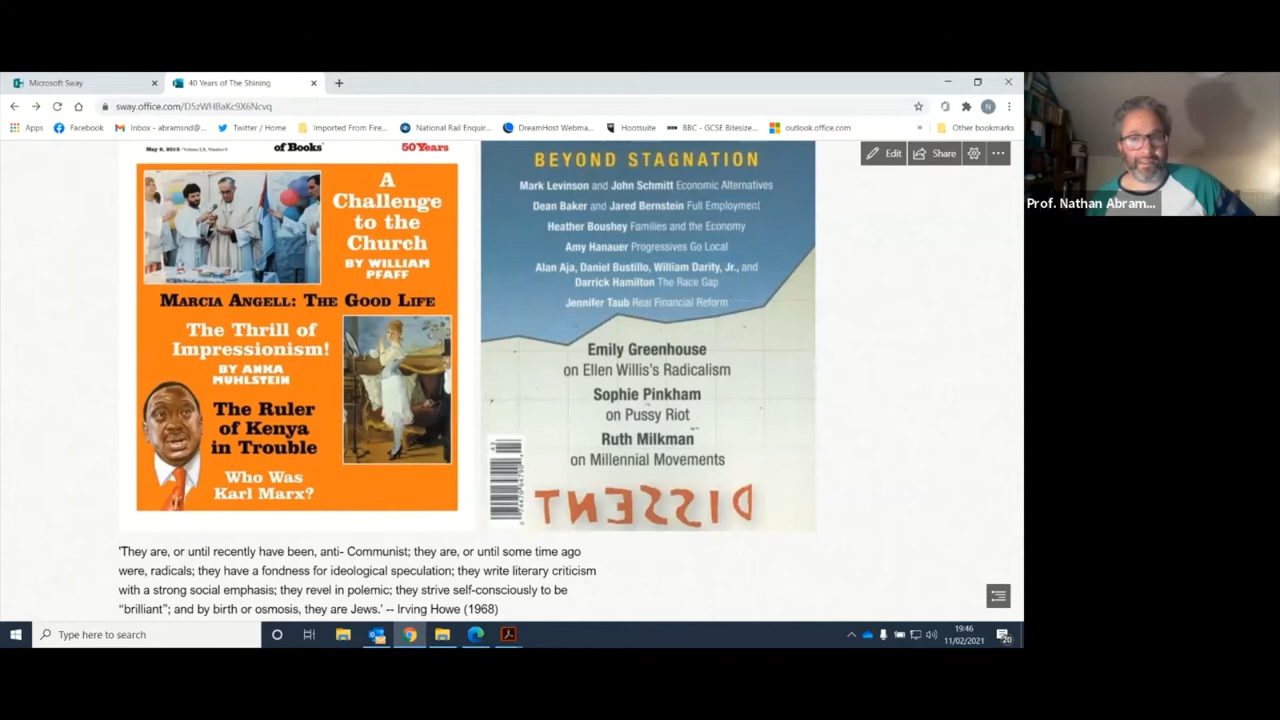 Microsoft Sway
40 Years of The Shining
sway.office.com/D5zWH8aKc9X6Ncvq
N
Apps
Facebook
Inbox - abramsnd@...
Twitter / Home
Imported From Fire...
National Rail Enquir...
DreamHost Webma...
Hootsuite
BBC - GCSE Bitesize...
outlook.office.com
»
Other bookmarks
Edit
Share
Prof. Nathan Abram...
May 9, 2013 / Volume LX, Number 8
of Books
50 Years
A
Challenge
to the
Church
BY WILLIAM
PFAFF
MARCIA ANGELL: THE GOOD LIFE
The Thrill of
Impressionism!
BY ANKA
MUHLSTEIN
The Ruler
of Kenya
in Trouble
Who Was
Karl Marx?
BEYOND STAGNATION
Mark Levinson and John Schmitt Economic Alternatives
Dean Baker and Jared Bernstein Full Employment
Heather Boushey Families and the Economy
Amy Hanauer Progressives Go Local
Alan Aja, Daniel Bustillo, William Darity, Jr., and
Darrick Hamilton The Race Gap
Jennifer Taub Real Financial Reform
Emily Greenhouse
on Ellen Willis's Radicalism
Sophie Pinkham
on Pussy Riot
Ruth Milkman
on Millennial Movements
DISSENT
'They are, or until recently have been, anti- Communist; they are, or until some time ago
were, radicals; they have a fondness for ideological speculation; they write literary criticism
with a strong social emphasis; they revel in polemic; they strive self-consciously to be
“brilliant”; and by birth or osmosis, they are Jews.' -- Irving Howe (1968)
Type here to search
19:46
11/02/2021
20